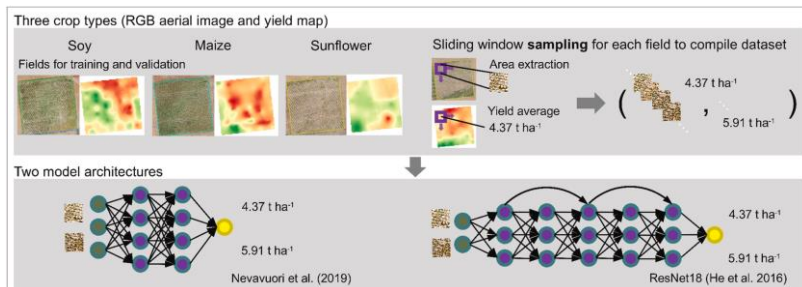 Three crop types (RGB aerial image and yield map)
Soy Maize Sunflower
Fields for training and validation
Sliding window sampling for each field to compile dataset
Area extraction
Yield average
4.37 t ha⁻¹
( 4.37 t ha⁻¹ , 5.91 t ha⁻¹ )
Two model architectures
4.37 t ha⁻¹
5.91 t ha⁻¹
Nevavuori et al. (2019)
4.37 t ha⁻¹
5.91 t ha⁻¹
ResNet18 (He et al. 2016)